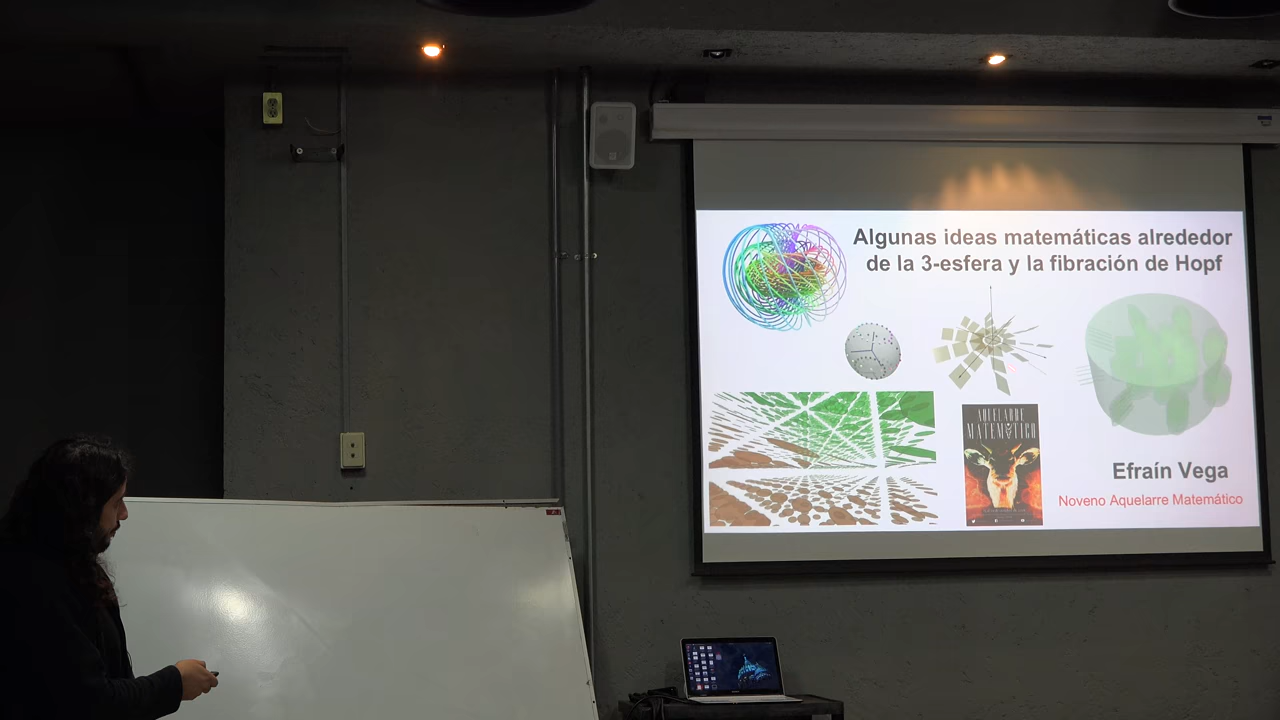 Algunas ideas matemáticas alrededor
de la 3-esfera y la fibración de Hopf
AQUELARRE
MATEMÁTICO
Efraín Vega
Noveno Aquelarre Matemático